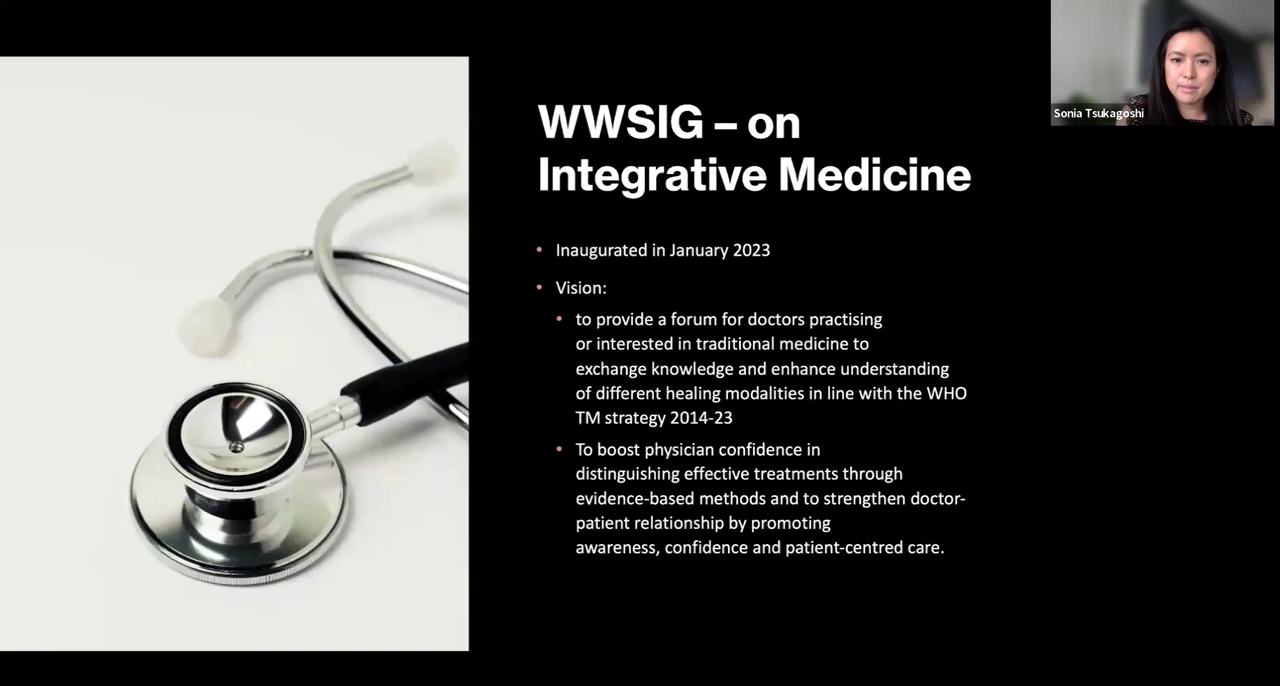 WWSIG – on
Integrative Medicine
Sonia Tsukagoshi
• Inaugurated in January 2023
• Vision:
• to provide a forum for doctors practising
or interested in traditional medicine to
exchange knowledge and enhance understanding
of different healing modalities in line with the WHO
TM strategy 2014-23
• To boost physician confidence in
distinguishing effective treatments through
evidence-based methods and to strengthen doctor-
patient relationship by promoting
awareness, confidence and patient-centred care.